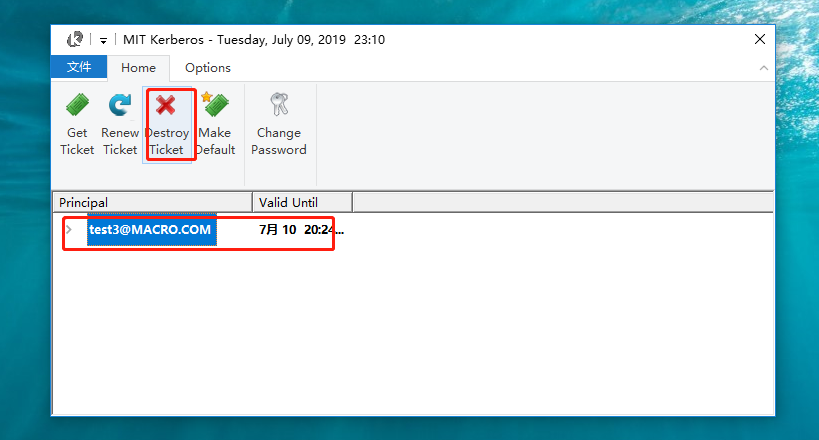 MIT Kerberos - Tuesday, July 09, 2019 23:10
文件 Home Options
Get Ticket
Renew Ticket
Destroy Ticket
Make Default
Change Password
Principal Valid Until
test3@MACRO.COM 7月 10 20:24...